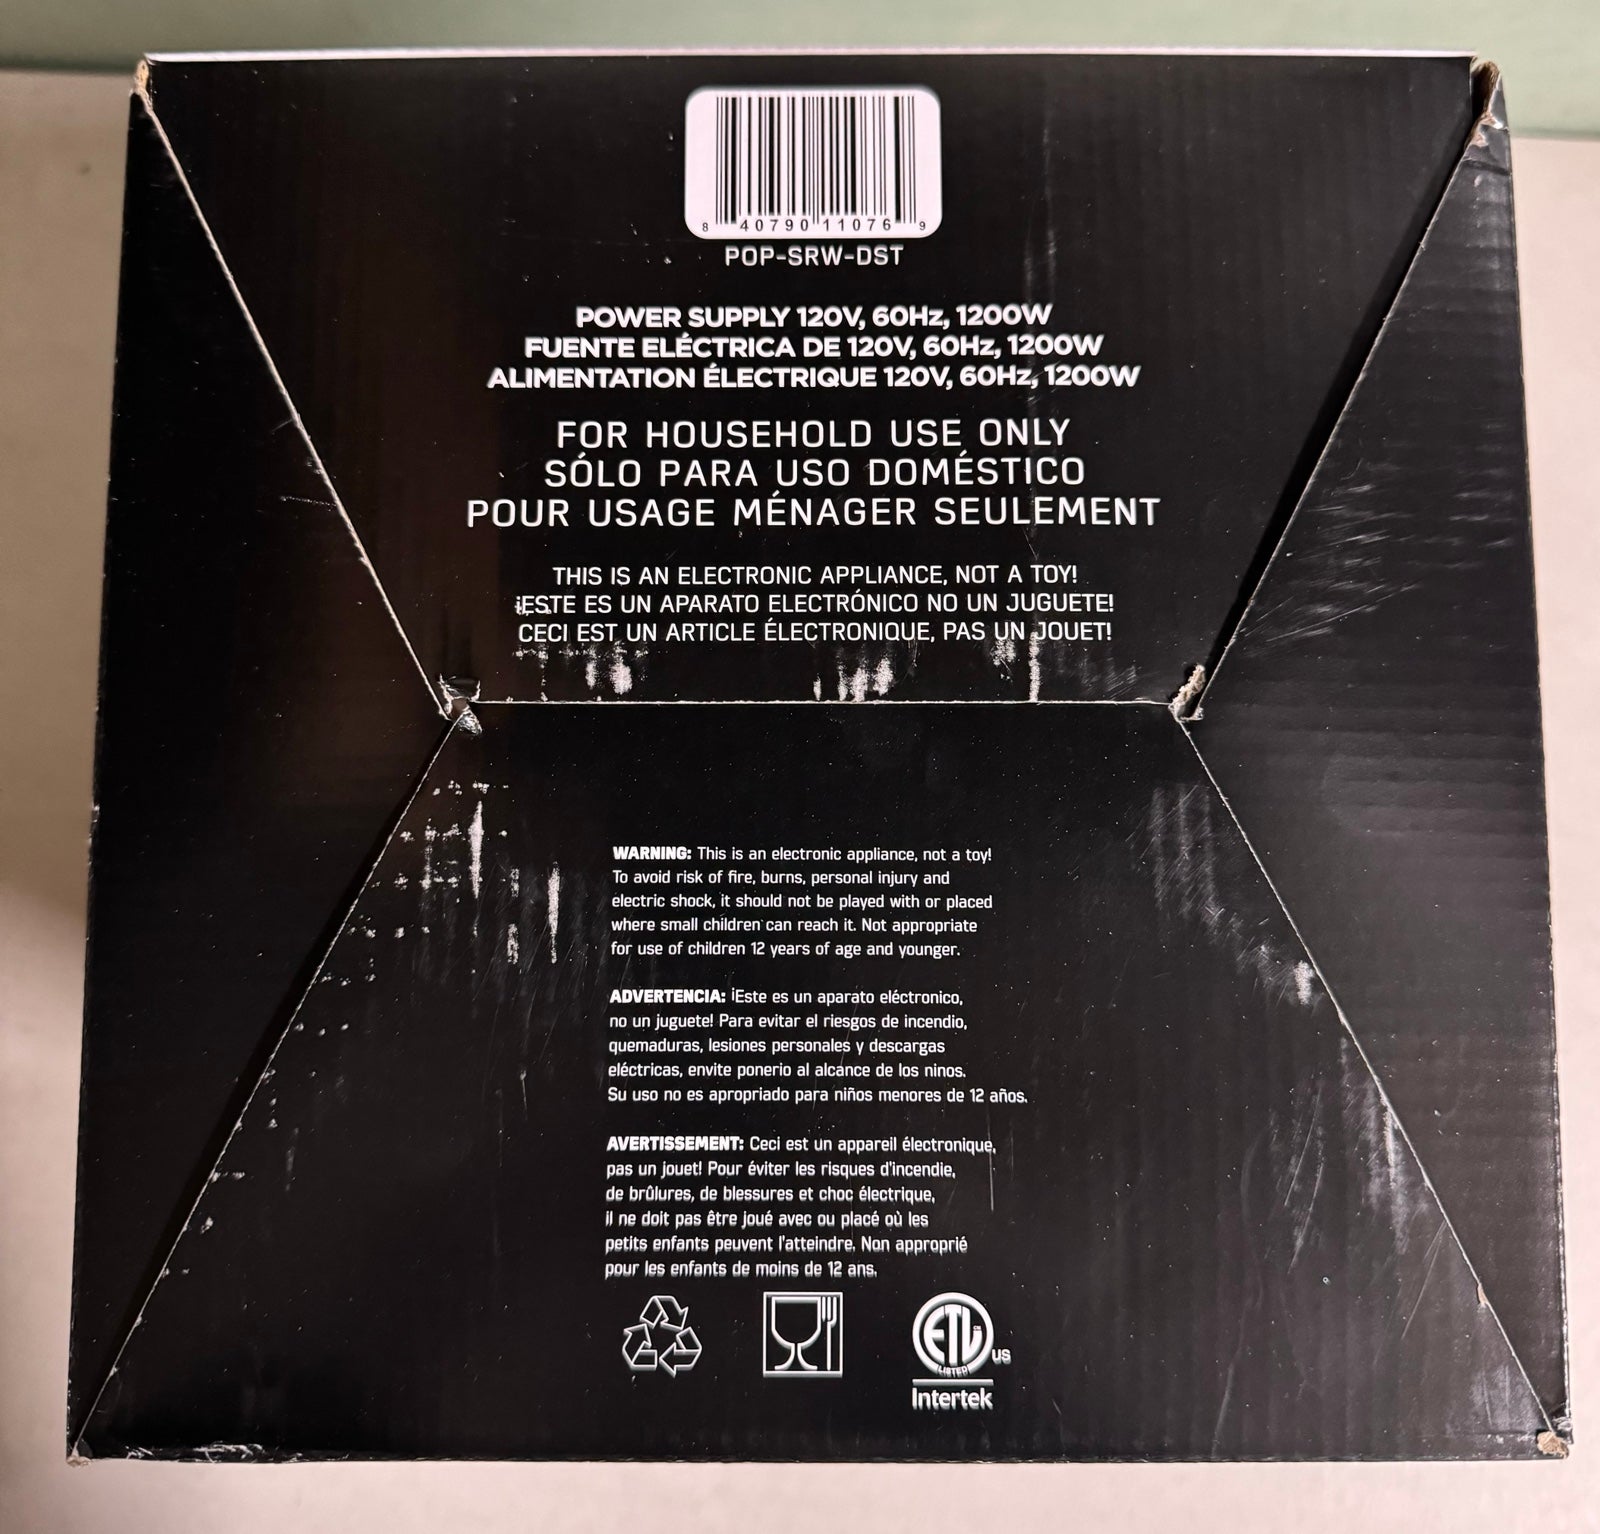 8 40790 11076 9
POP-SRW-DST
POWER SUPPLY 120V, 60Hz, 1200W
FUENTE ELÉCTRICA DE 120V, 60Hz, 1200W
ALIMENTATION ÉLECTRIQUE 120V, 60Hz, 1200W
FOR HOUSEHOLD USE ONLY
SÓLO PARA USO DOMÉSTICO
POUR USAGE MÉNAGER SEULEMENT
THIS IS AN ELECTRONIC APPLIANCE, NOT A TOY!
¡ESTE ES UN APARATO ELECTRÓNICO NO UN JUGUETE!
CECI EST UN ARTICLE ÉLECTRONIQUE, PAS UN JOUET!
WARNING: This is an electronic appliance, not a toy!
To avoid risk of fire, burns, personal injury and
electric shock, it should not be played with or placed
where small children can reach it. Not appropriate
for use of children 12 years of age and younger.
ADVERTENCIA: ¡Este es un aparato eléctronico,
no un juguete! Para evitar el riesgos de incendio,
quemaduras, lesiones personales y descargas
eléctricas, envite ponerio al alcance de los ninos.
Su uso no es apropriado para niños menores de 12 años.
AVERTISSEMENT: Ceci est un appareil électronique,
pas un jouet! Pour éviter les risques d'incendie,
de brûlures, de blessures et choc électrique,
il ne doit pas être joué avec ou placé où les
petits enfants peuvent l'atteindre. Non approprié
pour les enfants de moins de 12 ans.
ETL CM
LISTED US
Intertek